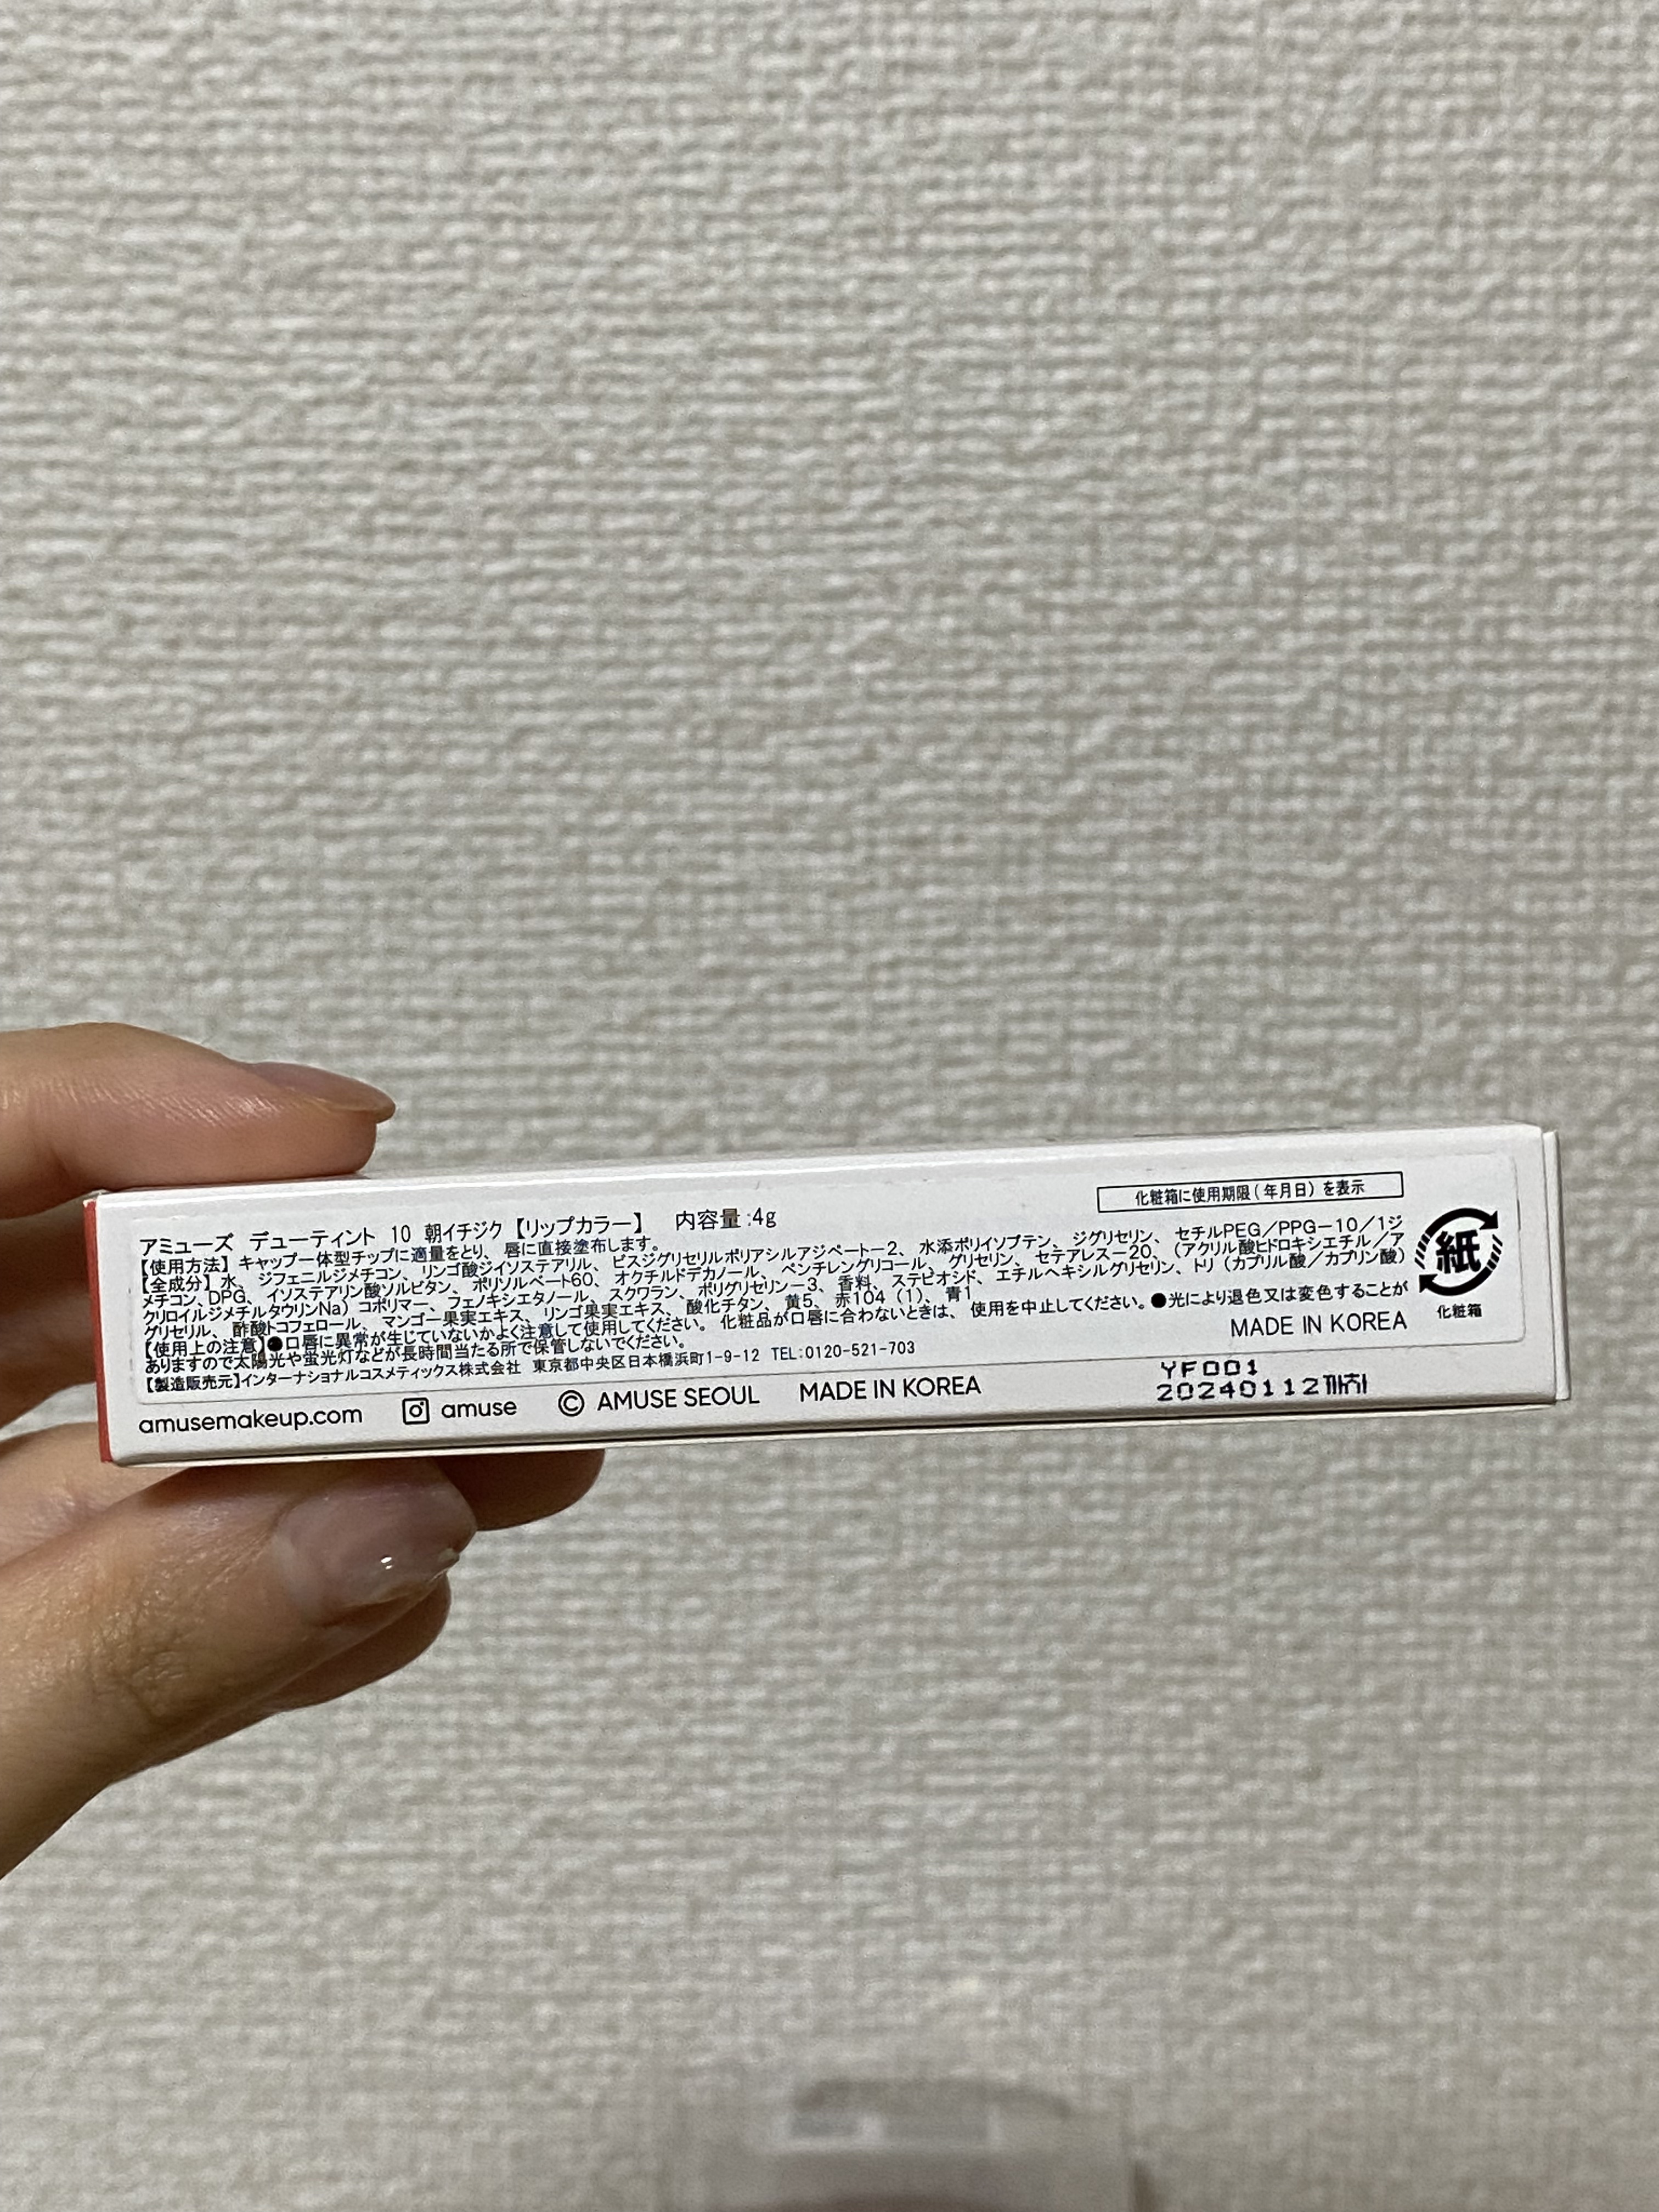 化粧箱に使用期限(年月日)を表示
アミューズ デューティント 10 朝イチジク【リップカラー】 内容量:4g
【使用方法】キャップ一体型チップに適量をとり、唇に直接塗布します。
【全成分】水、ジフェニルジメチコン、リンゴ酸ジイソステアリル、ビスジグリセリルポリアシルアジペート-2、水添ポリイソブテン、ジグリセリン、セチルPEG/PPG-10/1ジ
メチコン、DPG、イソステアリン酸ソルビタン、ポリソルベート60、オクチルドデカノール、ペンチレングリコール、グリセリン、セテアレス-20、(アクリル酸ヒドロキシエチル/ア
クリロイルジメチルタウリンNa)コポリマー、フェノキシエタノール、スクワラン、ポリグリセリン-3、香料、ステビオシド、エチルヘキシルグリセリン、トリ(カプリル酸/カプリン酸)
グリセリル、酢酸トコフェロール、マンゴー果実エキス、リンゴ果実エキス、酸化チタン、黄5、赤104(1)、青1
【使用上の注意】●口唇に異常が生じていないかよく注意して使用してください。化粧品が口唇に合わないときは、使用を中止してください。●光により退色又は変色することが
ありますので太陽光や蛍光灯などが長時間当たる所で保管しないでください。
【製造販売元】インターナショナルコスメティックス株式会社 東京都中央区日本橋浜町1-9-12 TEL:0120-521-703
MADE IN KOREA
紙
化粧箱
amusemakeup.com amuse © AMUSE SEOUL MADE IN KOREA
YF001
20240112까지